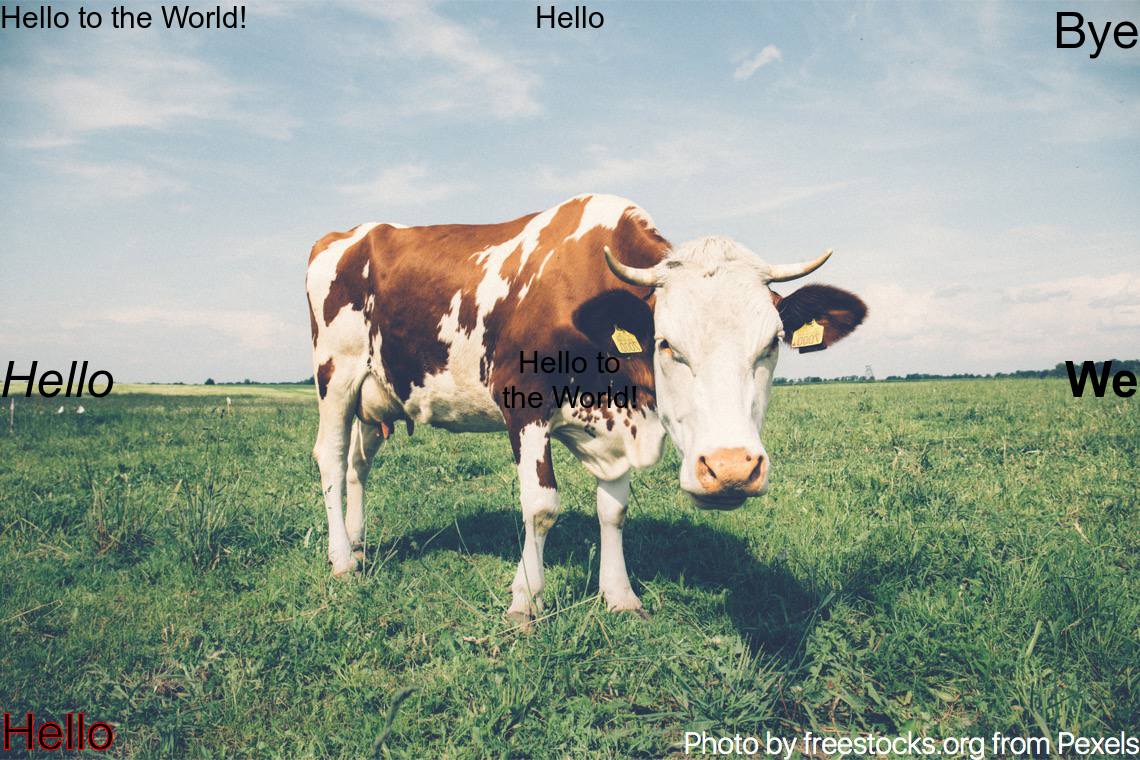 Hello to the World!
Hello
Bye
Hello to
the World!
Hello
We
Hello
Photo by freestocks.org from Pexels